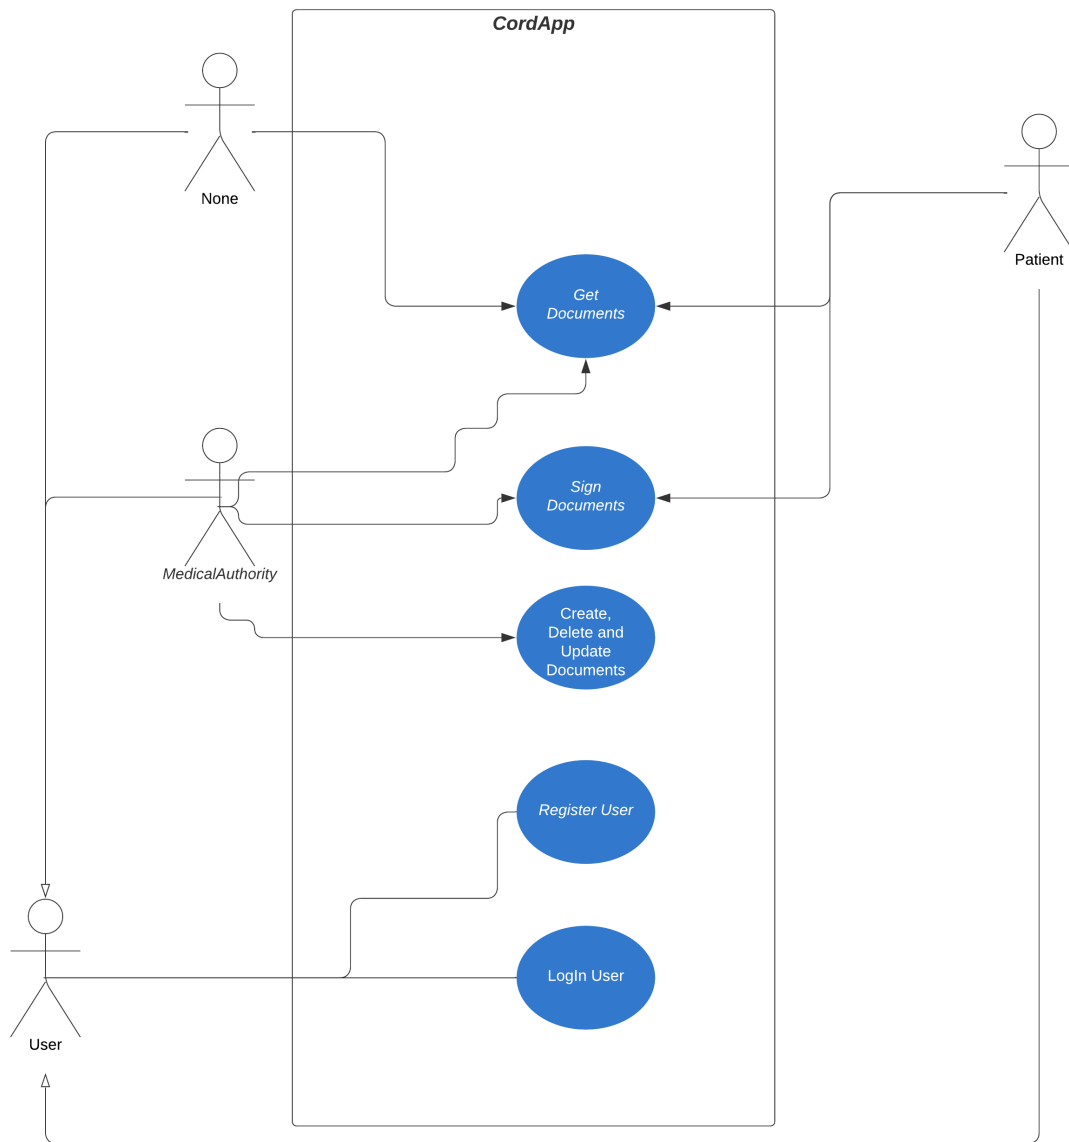 CordApp
None
Patient
Get
Documents
Sign
Documents
MedicalAuthority
Create,
Delete and
Update
Documents
Register User
LogIn User
User